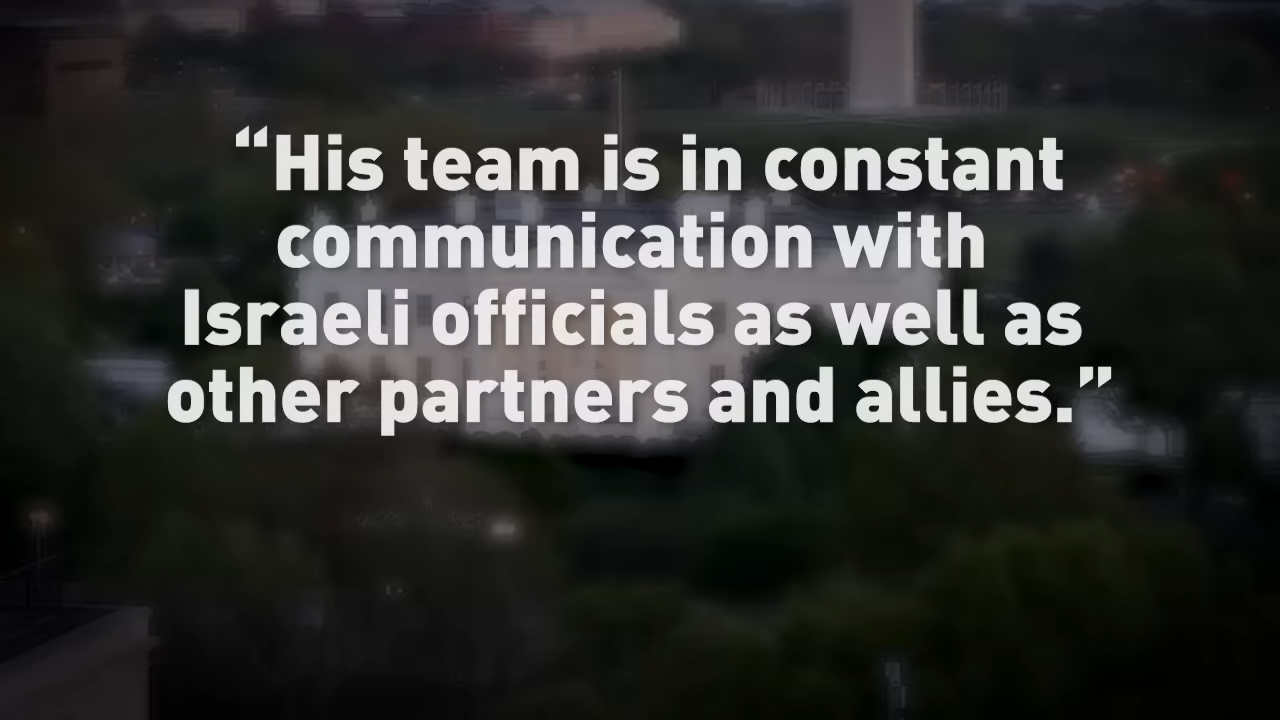 “His team is in constant
communication with
Israeli officials as well as
other partners and allies.”